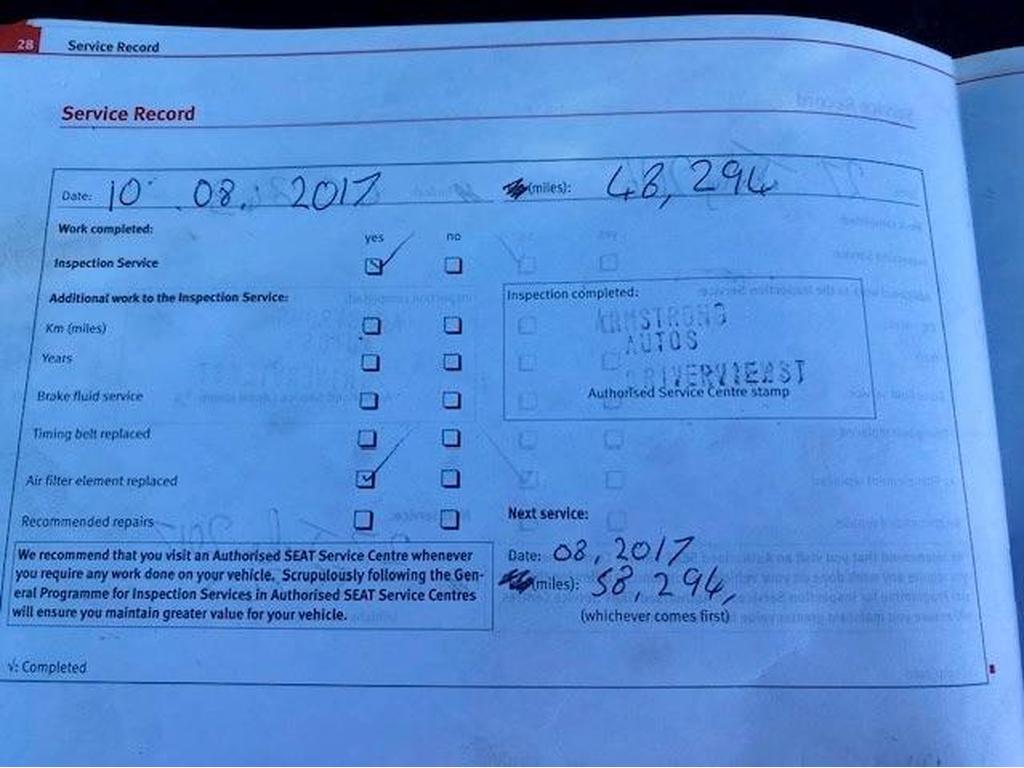 28 Service Record
Service Record
Date: 10 . 08. 2017 (miles): 48,294
Work completed:
yes no
Inspection Service
Additional work to the Inspection Service:
Km (miles)
Years
Brake fluid service
Timing belt replaced
Air filter element replaced
Recommended repairs
Inspection completed:
ARMSTRONG
AUTOS
Authorised Service Centre stamp
We recommend that you visit an Authorised SEAT Service Centre whenever
you require any work done on your vehicle. Scrupulously following the Gen-
eral Programme for Inspection Services in Authorised SEAT Service Centres
will ensure you maintain greater value for your vehicle.
Next service:
Date: 08, 2017
(miles): 58,294,
(whichever comes first)
√: Completed